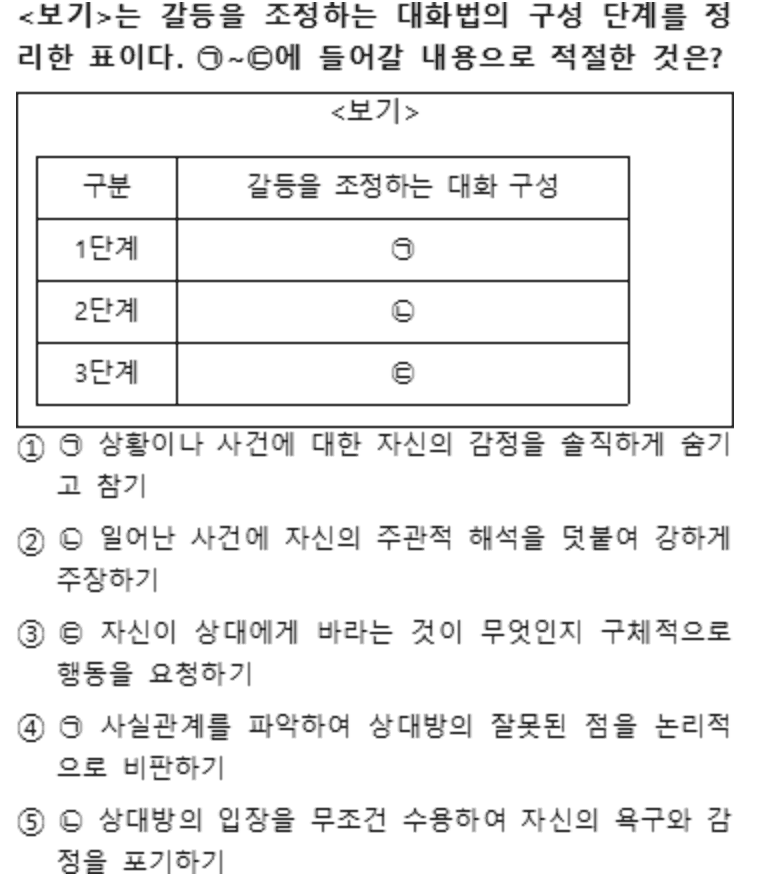 <보기>는 갈등을 조정하는 대화법의 구성 단계를 정
리한 표이다. ㉠~㉢에 들어갈 내용으로 적절한 것은?
<보기>
구분 갈등을 조정하는 대화 구성
1단계 ㉠
2단계 ㉡
3단계 ㉢
① ㉠ 상황이나 사건에 대한 자신의 감정을 솔직하게 숨기
고 참기
② ㉡ 일어난 사건에 자신의 주관적 해석을 덧붙여 강하게
주장하기
③ ㉢ 자신이 상대에게 바라는 것이 무엇인지 구체적으로
행동을 요청하기
④ ㉠ 사실관계를 파악하여 상대방의 잘못된 점을 논리적
으로 비판하기
⑤ ㉡ 상대방의 입장을 무조건 수용하여 자신의 욕구와 감
정을 포기하기